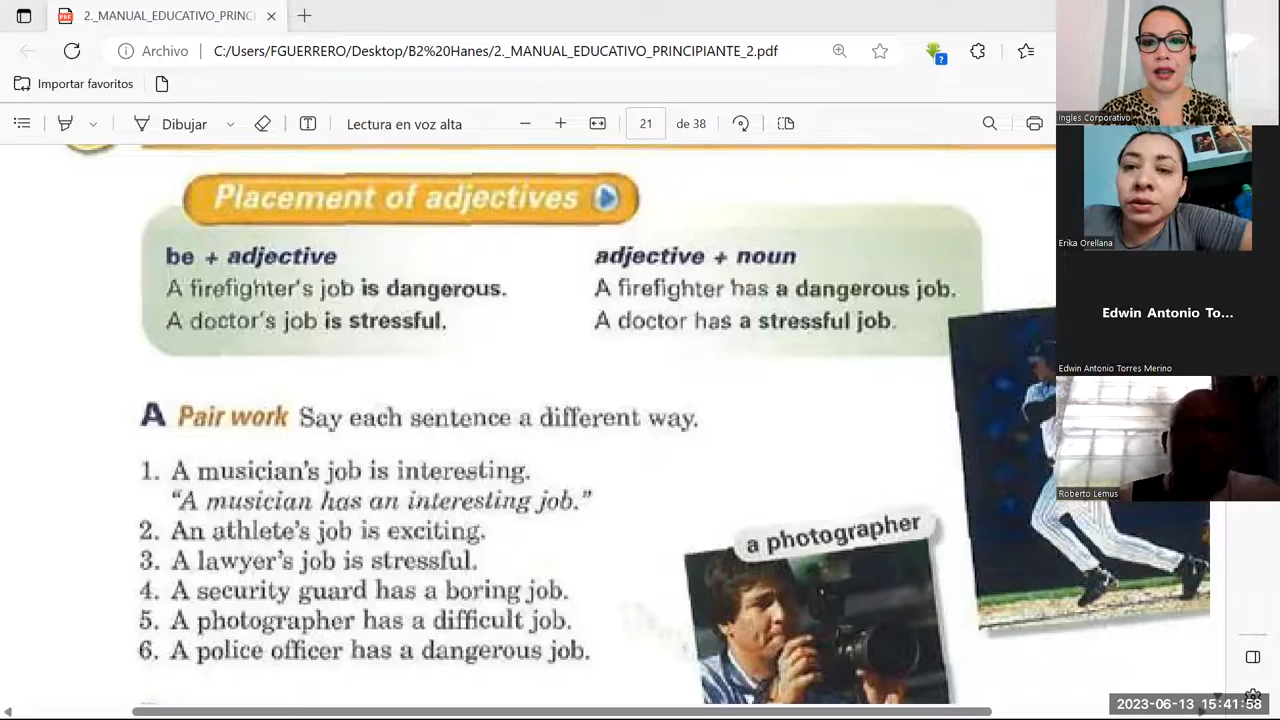 2._MANUAL_EDUCATIVO_PRINCI
Archivo
C:/Users/FGUERRERO/Desktop/B2%20Hanes/2._MANUAL_EDUCATIVO_PRINCIPIANTE_2.pdf
Importar favoritos
Dibujar
Lectura en voz alta
21
de 38
Placement of adjectives
be + adjective
A firefighter's job is dangerous.
A doctor's job is stressful.
adjective + noun
A firefighter has a dangerous job.
A doctor has a stressful job.
A Pair work Say each sentence a different way.
1. A musician's job is interesting.
"A musician has an interesting job."
2. An athlete's job is exciting.
3. A lawyer's job is stressful.
4. A security guard has a boring job.
5. A photographer has a difficult job.
6. A police officer has a dangerous job.
a photographer
Ingles Corporativo
Erika Orellana
Edwin Antonio To...
Edwin Antonio Torres Merino
Roberto Lemus
2023-06-13 15:41:58